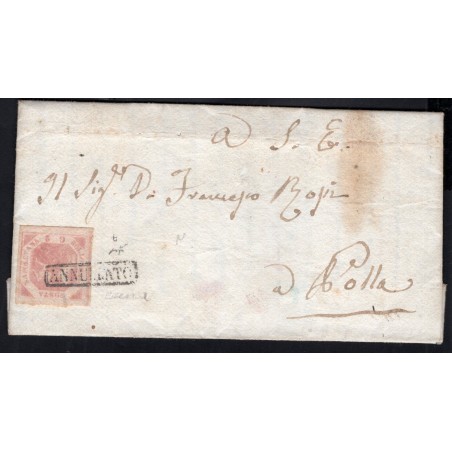 a S. E.
Il Sig.r D. Francesco Rossi
ANNULLATO
a Polla